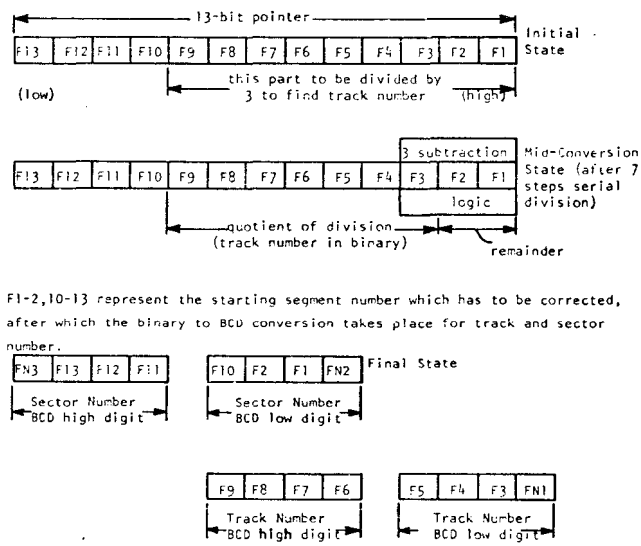 13-bit pointer
Initial State
F13 F12 F11 F10 F9 F8 F7 F6 F5 F4 F3 F2 F1
this part to be divided by
3 to find track number
(low) (high)
3 subtraction
Mid-Conversion State (after 7 steps serial division)
F13 F12 F11 F10 F9 F8 F7 F6 F5 F4 F3 F2 F1
logic
quotient of division
(track number in binary)
remainder
F1-2,10-13 represent the starting segment number which has to be corrected,
after which the binary to BCD conversion takes place for track and sector
number.
FN3 F13 F12 F11 F10 F2 F1 FN2 Final State
Sector Number
BCD high digit
Sector Number
BCD low digit
F9 F8 F7 F6 F5 F4 F3 FN1
Track Number
BCD high digit
Track Number
BCD low digit